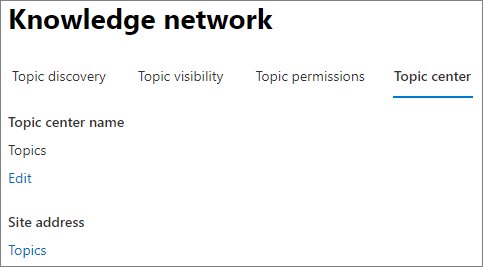 Knowledge network
Topic discovery Topic visibility Topic permissions Topic center
Topic center name
Topics
Edit
Site address
Topics